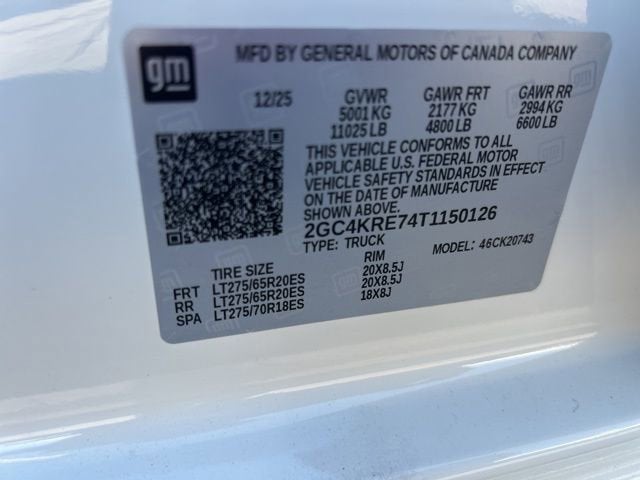 gm
MFD BY GENERAL MOTORS OF CANADA COMPANY
12/25 GVWR GAWR FRT GAWR RR
5001 KG 2177 KG 2994 KG
11025 LB 4800 LB 6600 LB
THIS VEHICLE CONFORMS TO ALL
APPLICABLE U.S. FEDERAL MOTOR
VEHICLE SAFETY STANDARDS IN EFFECT
ON THE DATE OF MANUFACTURE
SHOWN ABOVE.
2GC4KRE74T1150126
TYPE: TRUCK MODEL: 46CK20743
TIRE SIZE RIM
FRT LT275/65R20ES 20X8.5J
RR LT275/65R20ES 20X8.5J
SPA LT275/70R18ES 18X8J